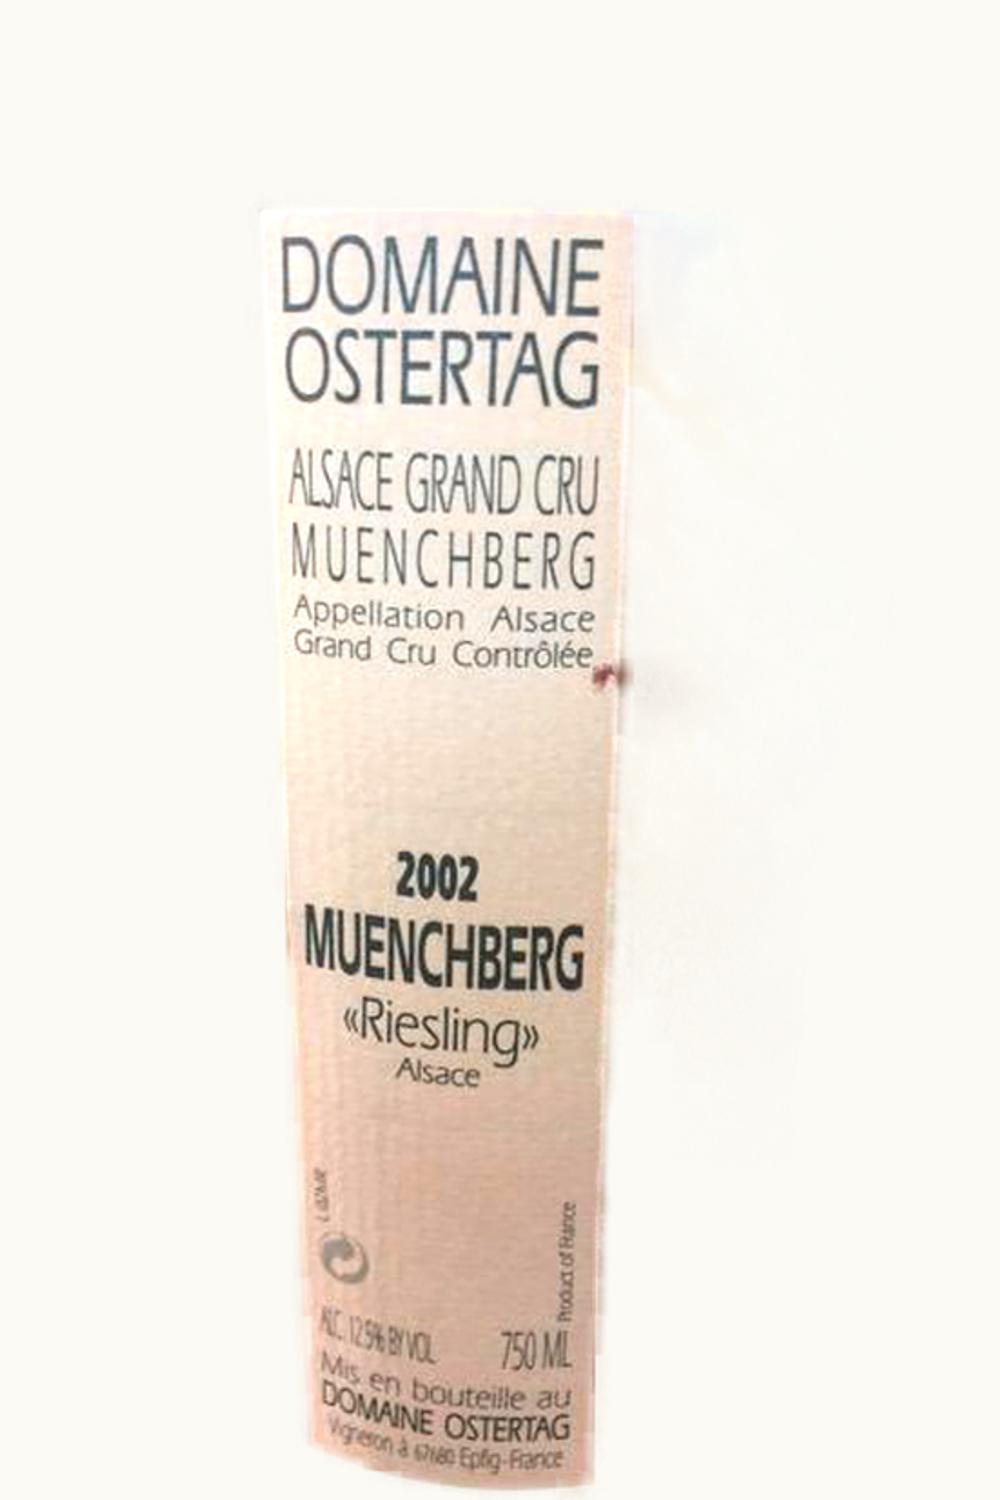 DOMAINE
OSTERTAG
ALSACE GRAND CRU
MUENCHBERG
Appellation Alsace
Grand Cru Contrôlée
2002
MUENCHBERG
«Riesling»
Alsace
Product of France
ALC. 12.5% BY VOL 750 ML
Mis en bouteille au
DOMAINE OSTERTAG
Vigneron à 67680 Epfig-France